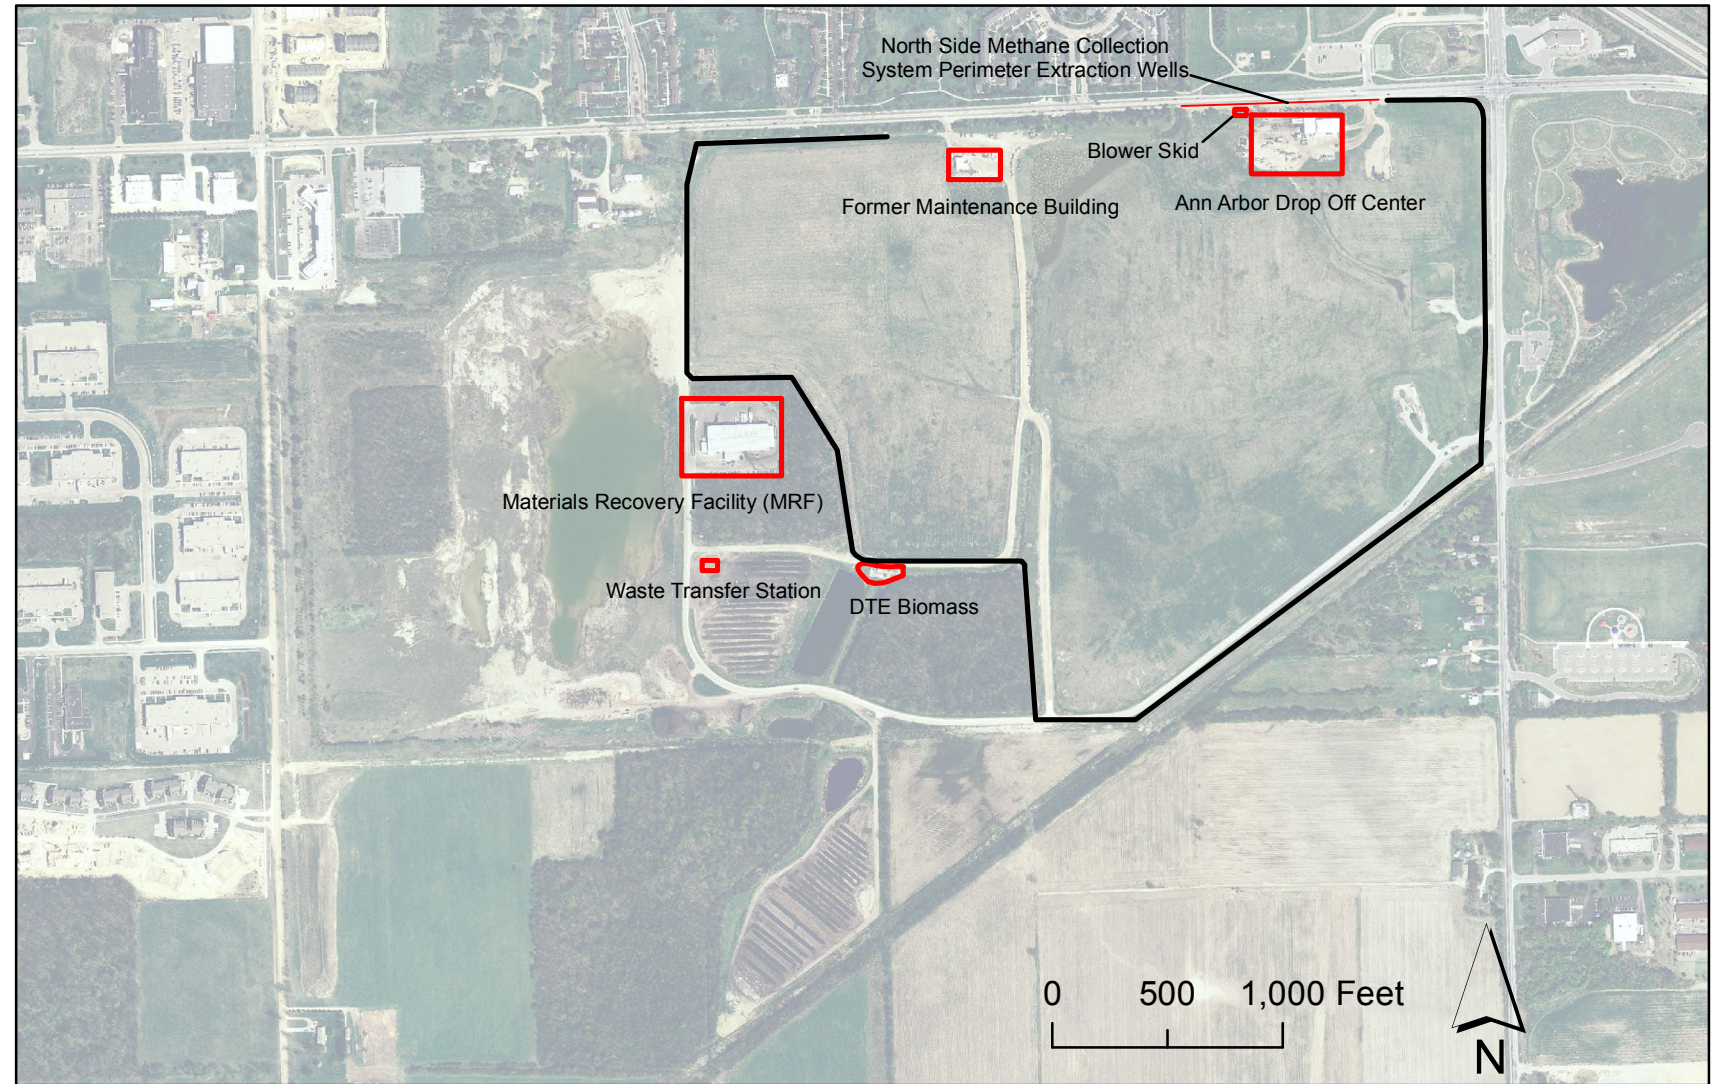 North Side Methane Collection
System Perimeter Extraction Wells
Blower Skid
Former Maintenance Building
Ann Arbor Drop Off Center
Materials Recovery Facility (MRF)
Waste Transfer Station
DTE Biomass
0 500 1,000 Feet
N